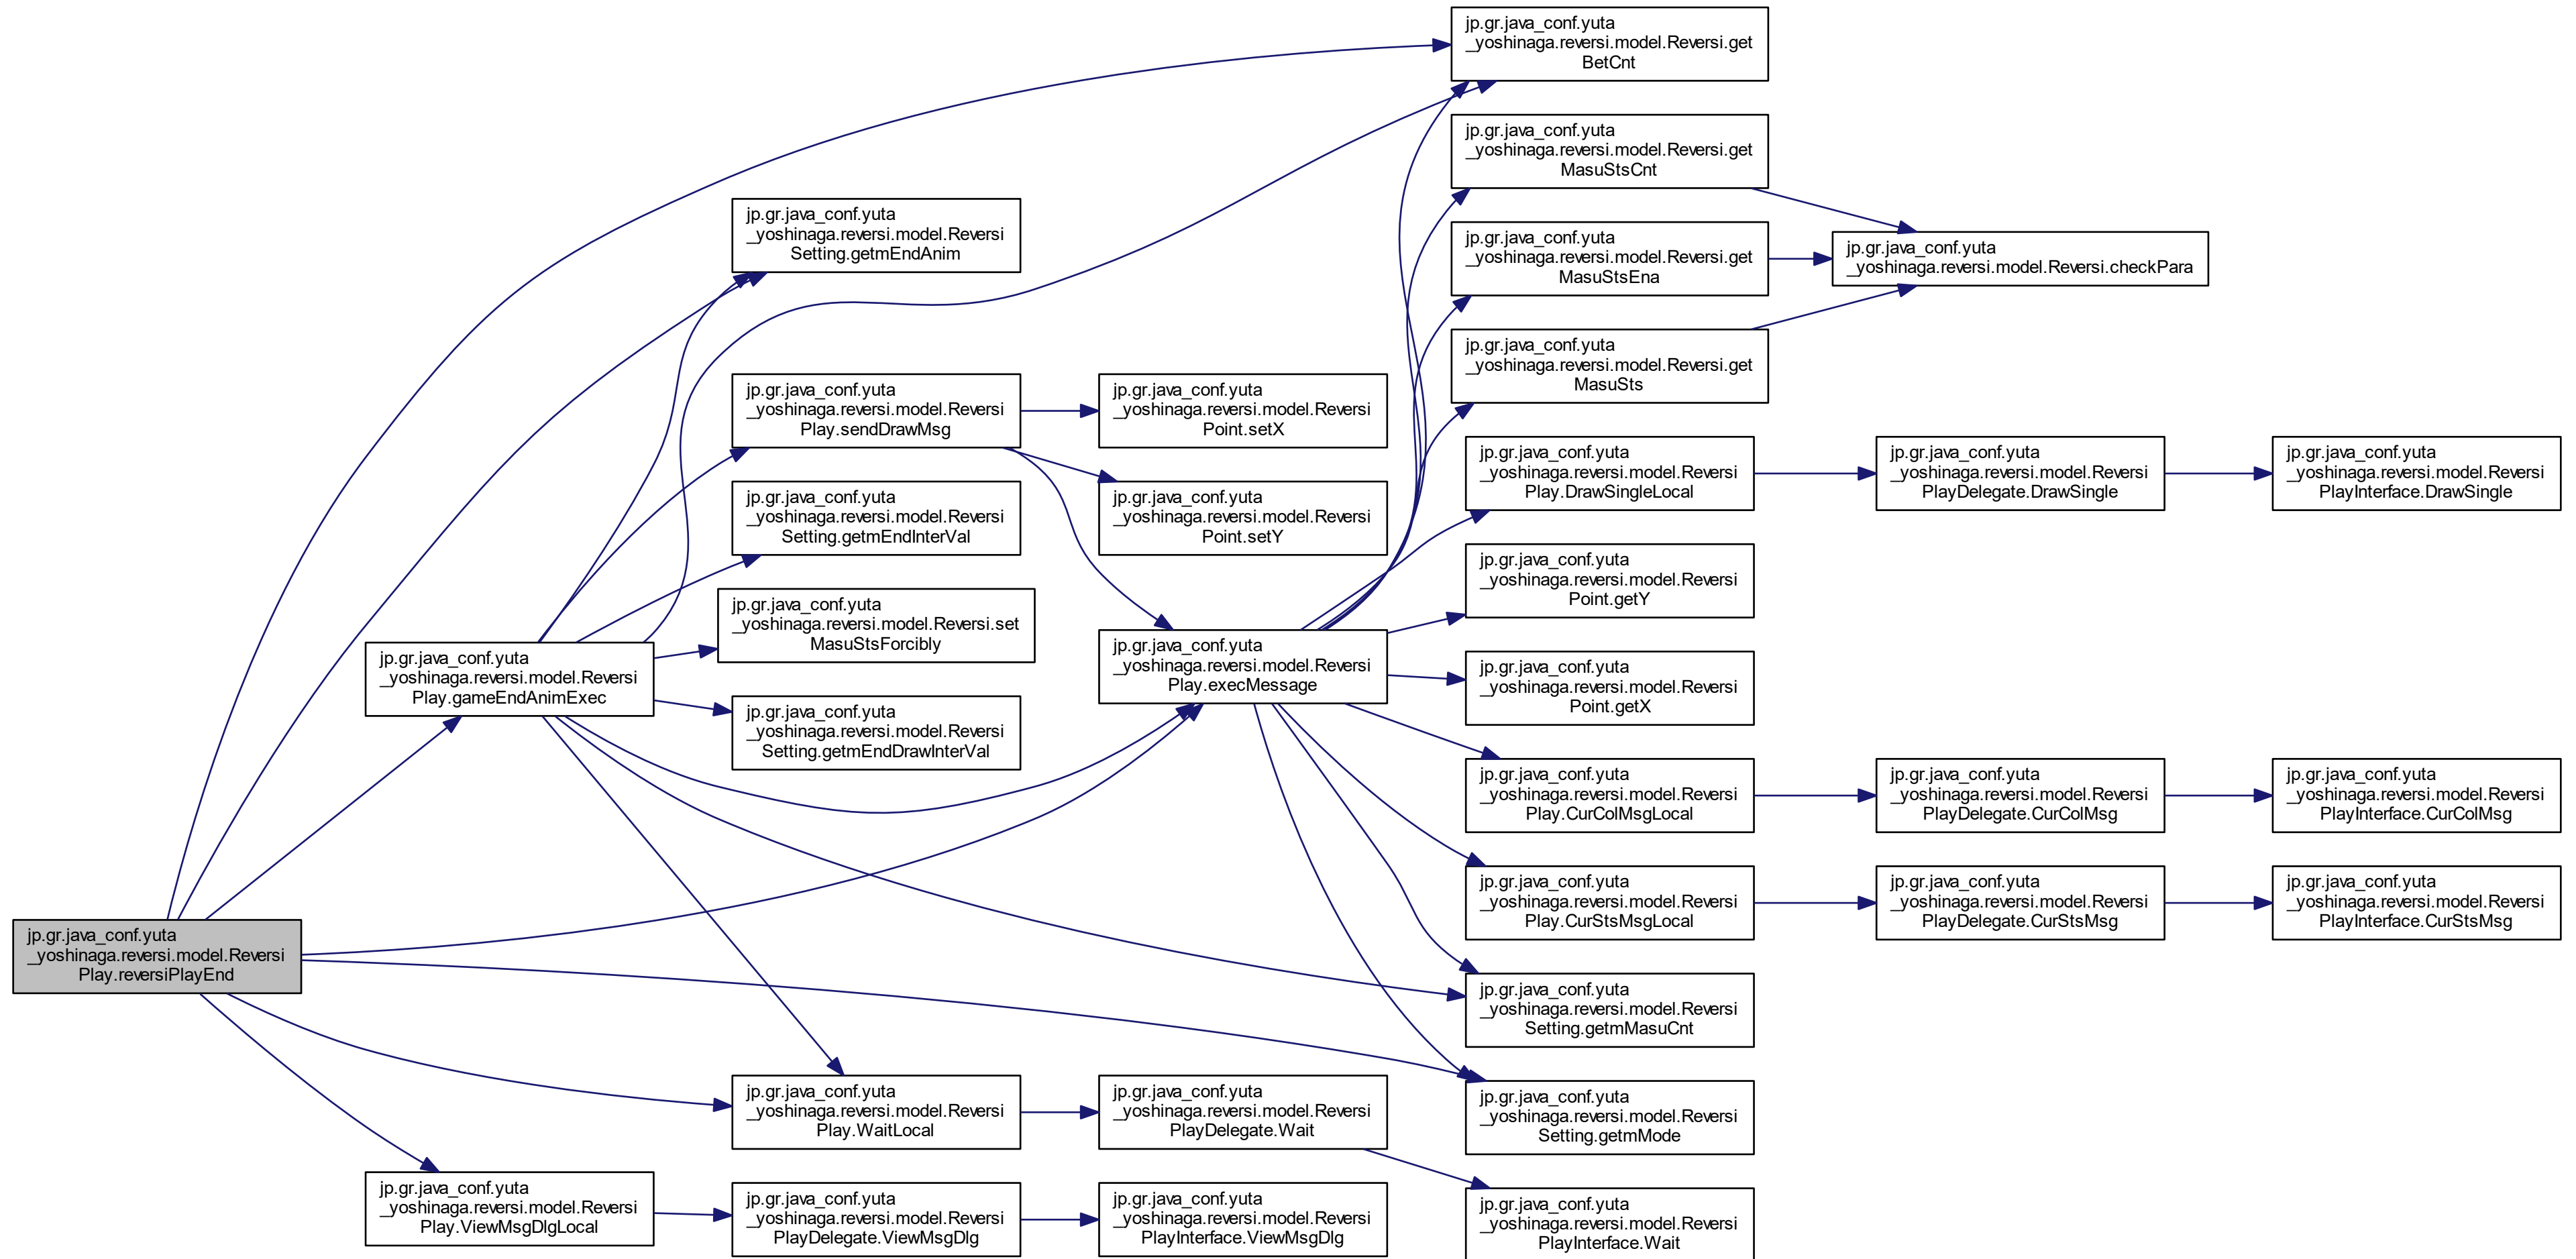 jp.gr.java_conf.yuta
_yoshinaga.reversi.model.Reversi
Play.reversiPlayEnd
jp.gr.java_conf.yuta
_yoshinaga.reversi.model.Reversi
Play.gameEndAnimExec
jp.gr.java_conf.yuta
_yoshinaga.reversi.model.Reversi
Play.ViewMsgDlgLocal
jp.gr.java_conf.yuta
_yoshinaga.reversi.model.Reversi
Setting.getmEndAnim
jp.gr.java_conf.yuta
_yoshinaga.reversi.model.Reversi
Play.sendDrawMsg
jp.gr.java_conf.yuta
_yoshinaga.reversi.model.Reversi
Setting.getmEndInterVal
jp.gr.java_conf.yuta
_yoshinaga.reversi.model.Reversi.set
MasuStsForcibly
jp.gr.java_conf.yuta
_yoshinaga.reversi.model.Reversi
Setting.getmEndDrawInterVal
jp.gr.java_conf.yuta
_yoshinaga.reversi.model.Reversi
Play.WaitLocal
jp.gr.java_conf.yuta
_yoshinaga.reversi.model.Reversi
PlayDelegate.ViewMsgDlg
jp.gr.java_conf.yuta
_yoshinaga.reversi.model.Reversi
Point.setX
jp.gr.java_conf.yuta
_yoshinaga.reversi.model.Reversi
Point.setY
jp.gr.java_conf.yuta
_yoshinaga.reversi.model.Reversi
Play.execMessage
jp.gr.java_conf.yuta
_yoshinaga.reversi.model.Reversi
PlayDelegate.Wait
jp.gr.java_conf.yuta
_yoshinaga.reversi.model.Reversi
PlayInterface.ViewMsgDlg
jp.gr.java_conf.yuta
_yoshinaga.reversi.model.Reversi.get
BetCnt
jp.gr.java_conf.yuta
_yoshinaga.reversi.model.Reversi.get
MasuStsCnt
jp.gr.java_conf.yuta
_yoshinaga.reversi.model.Reversi.get
MasuStsEna
jp.gr.java_conf.yuta
_yoshinaga.reversi.model.Reversi.get
MasuSts
jp.gr.java_conf.yuta
_yoshinaga.reversi.model.Reversi
Play.DrawSingleLocal
jp.gr.java_conf.yuta
_yoshinaga.reversi.model.Reversi
Point.getY
jp.gr.java_conf.yuta
_yoshinaga.reversi.model.Reversi
Point.getX
jp.gr.java_conf.yuta
_yoshinaga.reversi.model.Reversi
Play.CurColMsgLocal
jp.gr.java_conf.yuta
_yoshinaga.reversi.model.Reversi
Play.CurStsMsgLocal
jp.gr.java_conf.yuta
_yoshinaga.reversi.model.Reversi
Setting.getmMasuCnt
jp.gr.java_conf.yuta
_yoshinaga.reversi.model.Reversi
Setting.getmMode
jp.gr.java_conf.yuta
_yoshinaga.reversi.model.Reversi
PlayInterface.Wait
jp.gr.java_conf.yuta
_yoshinaga.reversi.model.Reversi.checkPara
jp.gr.java_conf.yuta
_yoshinaga.reversi.model.Reversi
PlayDelegate.DrawSingle
jp.gr.java_conf.yuta
_yoshinaga.reversi.model.Reversi
PlayDelegate.CurColMsg
jp.gr.java_conf.yuta
_yoshinaga.reversi.model.Reversi
PlayDelegate.CurStsMsg
jp.gr.java_conf.yuta
_yoshinaga.reversi.model.Reversi
PlayInterface.DrawSingle
jp.gr.java_conf.yuta
_yoshinaga.reversi.model.Reversi
PlayInterface.CurColMsg
jp.gr.java_conf.yuta
_yoshinaga.reversi.model.Reversi
PlayInterface.CurStsMsg